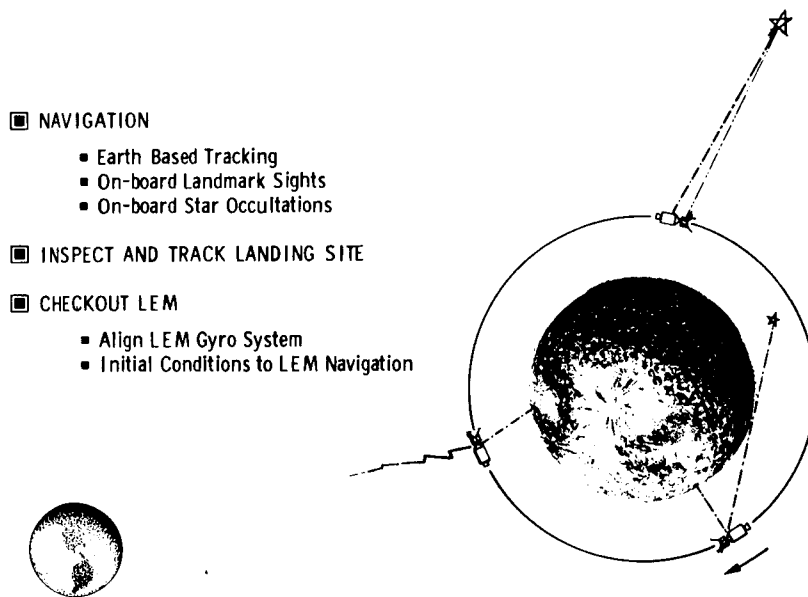 NAVIGATION
Earth Based Tracking
On-board Landmark Sights
On-board Star Occultations
INSPECT AND TRACK LANDING SITE
CHECKOUT LEM
Align LEM Gyro System
Initial Conditions to LEM Navigation